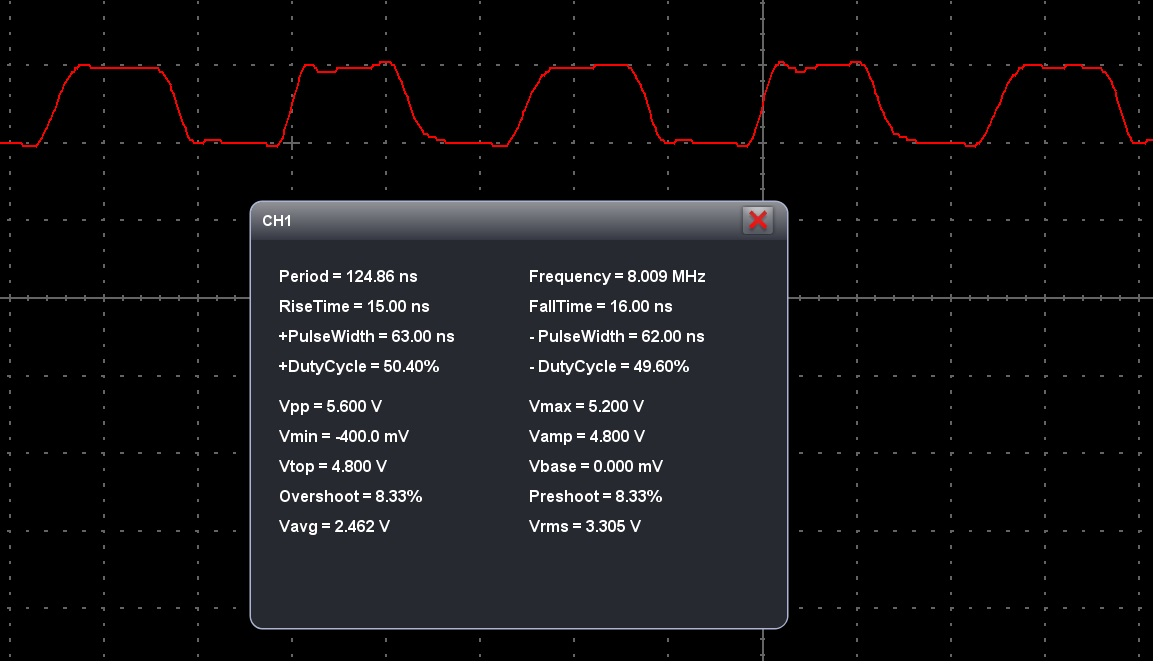 CH1
Period = 124.86 ns Frequency = 8.009 MHz
RiseTime = 15.00 ns FallTime = 16.00 ns
+PulseWidth = 63.00 ns - PulseWidth = 62.00 ns
+DutyCycle = 50.40% - DutyCycle = 49.60%
Vpp = 5.600 V Vmax = 5.200 V
Vmin = -400.0 mV Vamp = 4.800 V
Vtop = 4.800 V Vbase = 0.000 mV
Overshoot = 8.33% Preshoot = 8.33%
Vavg = 2.462 V Vrms = 3.305 V